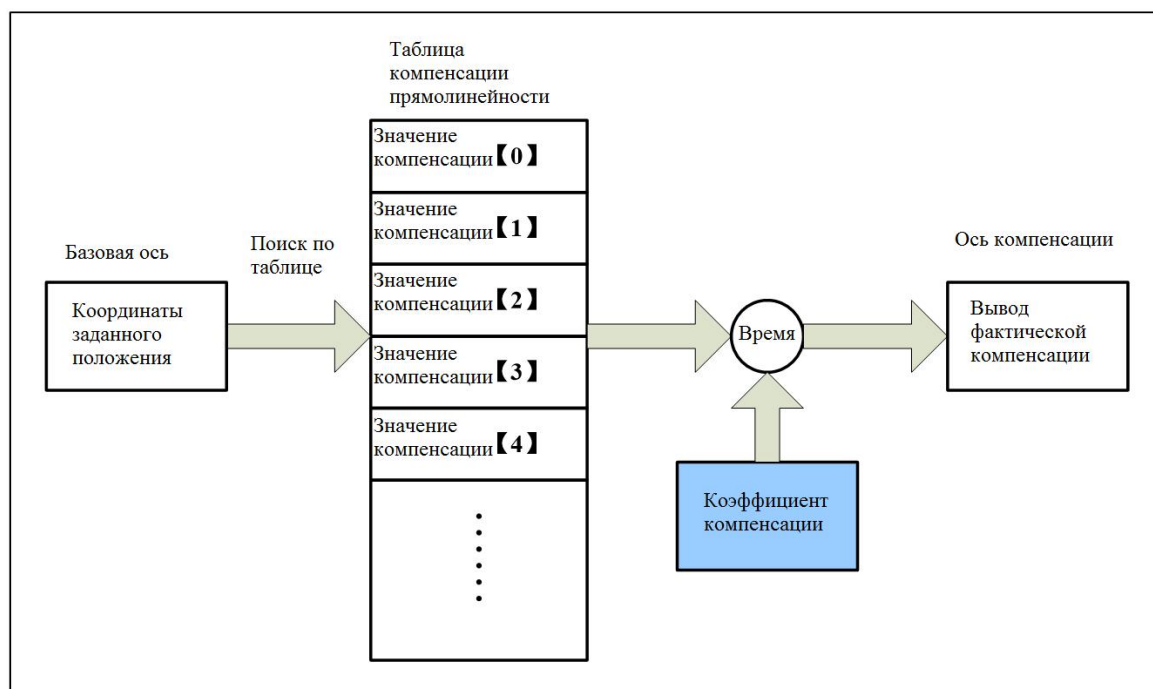 Таблица
компенсации
прямолинейности
Значение
компенсации【0】
Значение
компенсации【1】
Базовая ось
Поиск по
таблице
Ось компенсации
Координаты
заданного
положения
Значение
компенсации【2】
Время
Вывод
фактической
компенсации
Значение
компенсации【3】
Значение
компенсации【4】
Коэффициент
компенсации